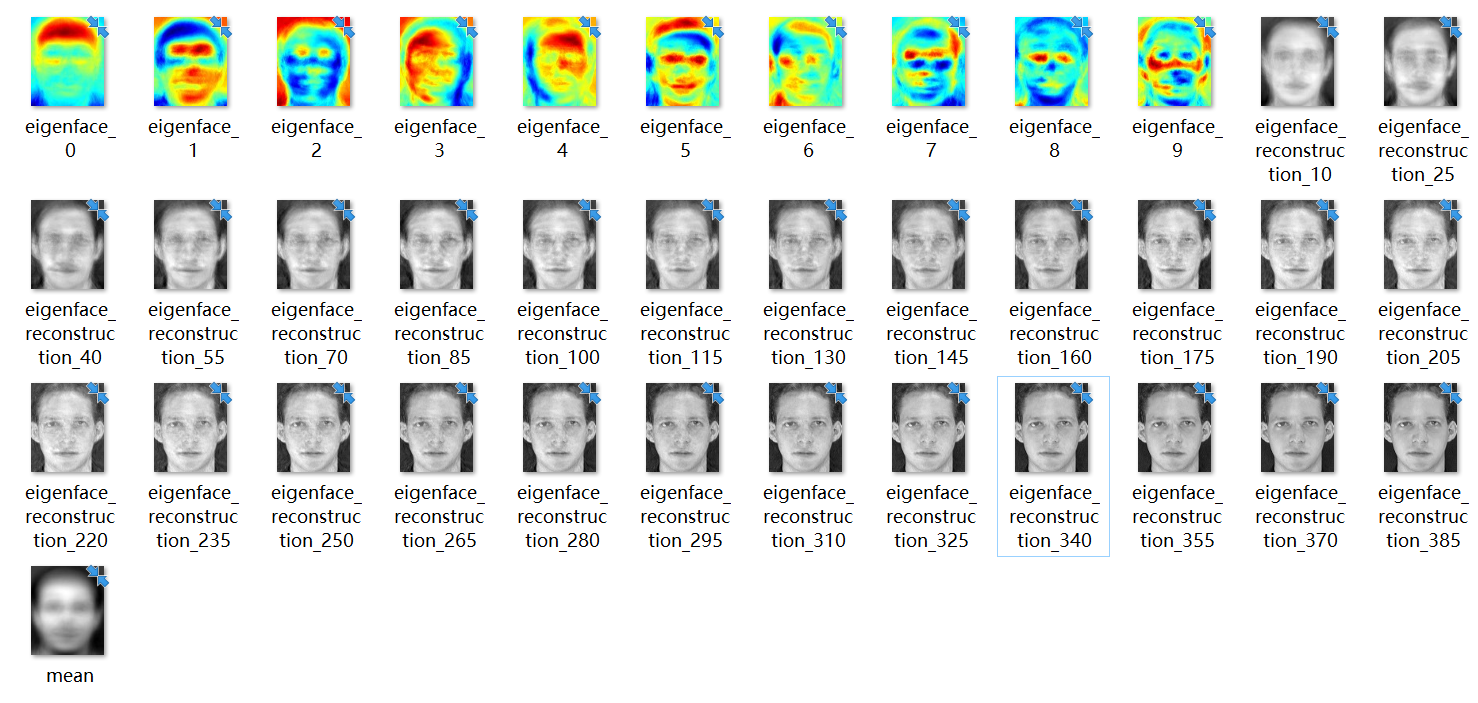 eigenface_ eigenface_ eigenface_ eigenface_ eigenface_ eigenface_ eigenface_ eigenface_ eigenface_ eigenface_ eigenface_ eigenface_
0 1 2 3 4 5 6 7 8 9 reconstruc reconstruc
tion_10 tion_25
eigenface_ eigenface_ eigenface_ eigenface_ eigenface_ eigenface_ eigenface_ eigenface_ eigenface_ eigenface_ eigenface_ eigenface_
reconstruc reconstruc reconstruc reconstruc reconstruc reconstruc reconstruc reconstruc reconstruc reconstruc reconstruc reconstruc
tion_40 tion_55 tion_70 tion_85 tion_100 tion_115 tion_130 tion_145 tion_160 tion_175 tion_190 tion_205
eigenface_ eigenface_ eigenface_ eigenface_ eigenface_ eigenface_ eigenface_ eigenface_ eigenface_ eigenface_ eigenface_ eigenface_
reconstruc reconstruc reconstruc reconstruc reconstruc reconstruc reconstruc reconstruc reconstruc reconstruc reconstruc reconstruc
tion_220 tion_235 tion_250 tion_265 tion_280 tion_295 tion_310 tion_325 tion_340 tion_355 tion_370 tion_385
mean